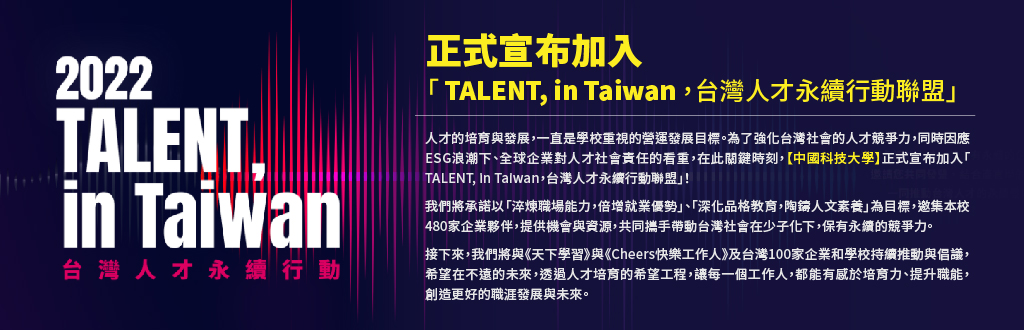 2022
TALENT,
in Taiwan
台灣人才永續行動
正式宣布加入
「 TALENT, in Taiwan ，台灣人才永續行動聯盟」
人才的培育與發展，一直是學校重視的營運發展目標。為了強化台灣社會的人才競爭力，同時因應
ESG浪潮下、全球企業對人才社會責任的看重，在此關鍵時刻，【中國科技大學】正式宣布加入「
TALENT, In Taiwan，台灣人才永續行動聯盟」！
我們將承諾以「淬煉職場能力，倍增就業優勢」、「深化品格教育，陶鑄人文素養」為目標，邀集本校
480家企業夥伴，提供機會與資源，共同攜手帶動台灣社會在少子化下，保有永續的競爭力。
接下來，我們將與《天下學習》與《Cheers快樂工作人》及台灣100家企業和學校持續推動與倡議，
希望在不遠的未來，透過人才培育的希望工程，讓每一個工作人，都能有感於培育力、提升職能，
創造更好的職涯發展與未來。